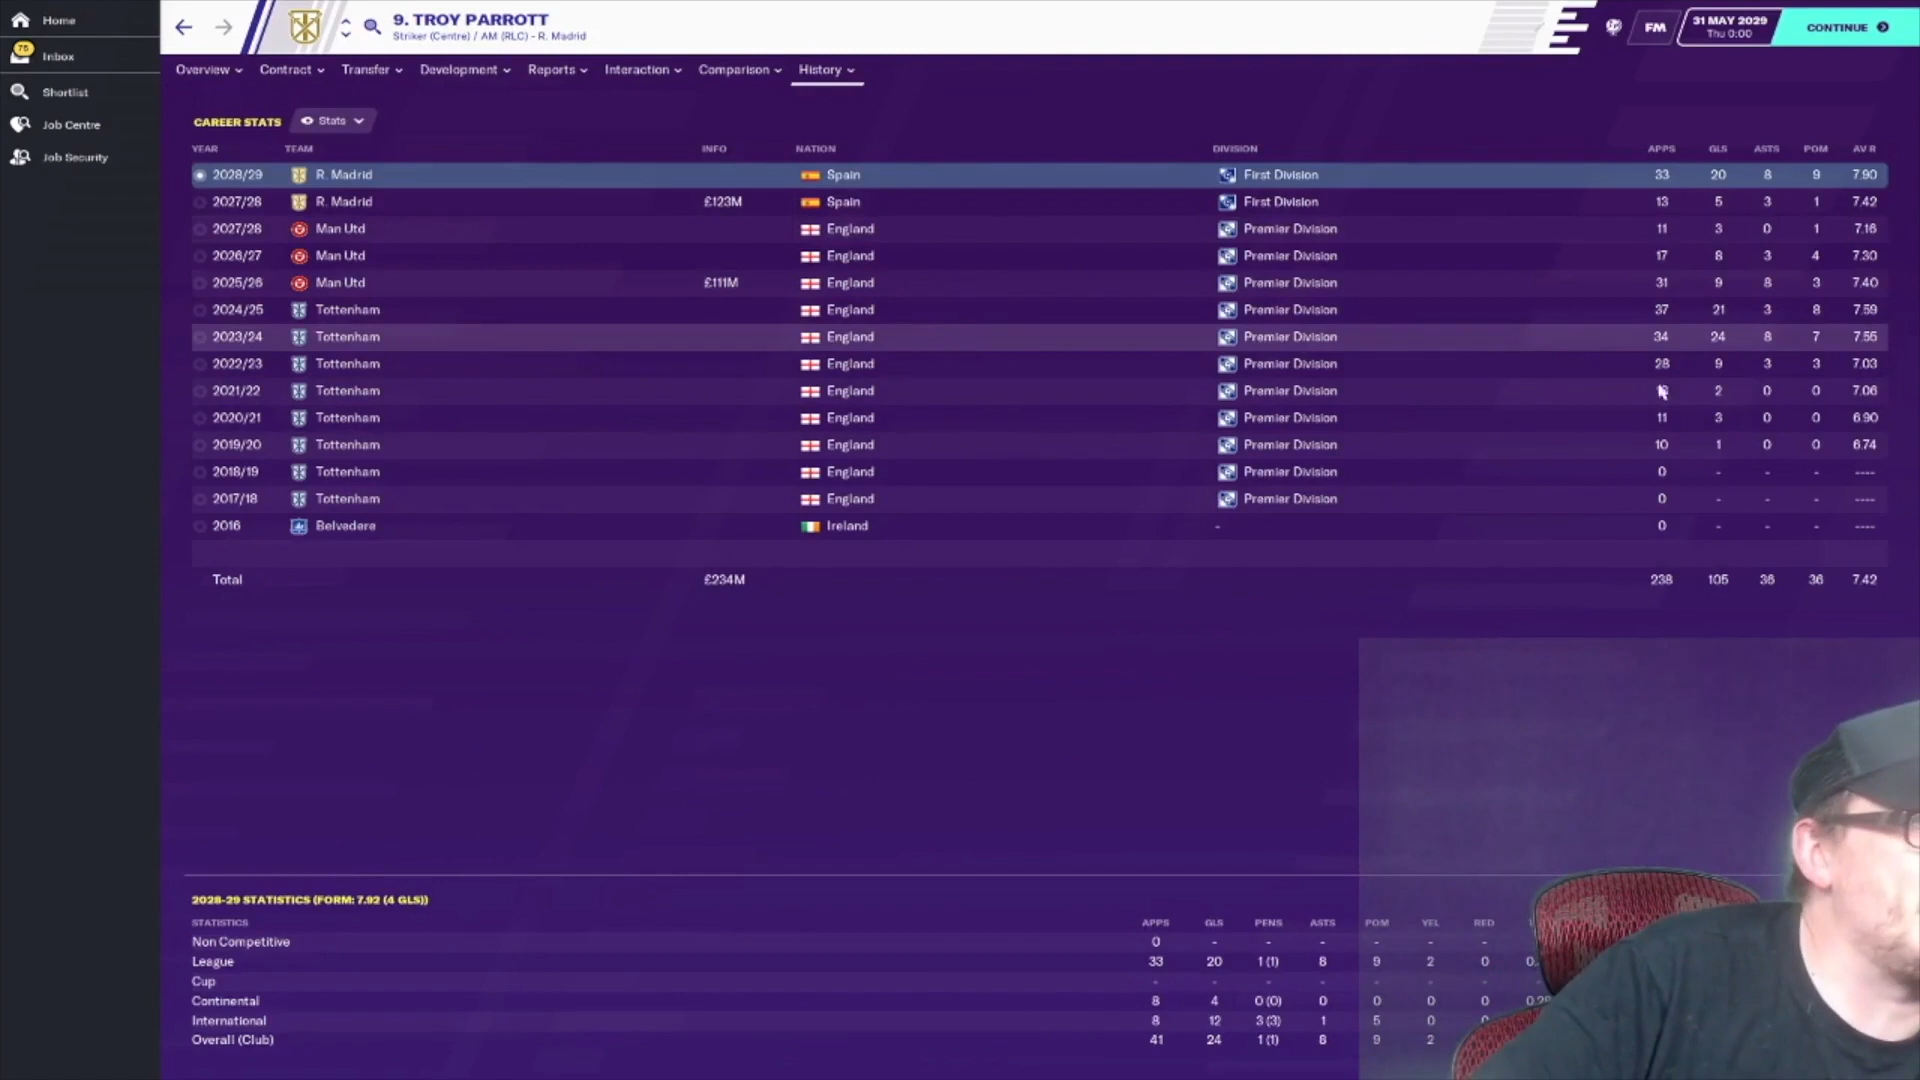 Home
9. TROY PARROTT
Striker (Centre) / AM (RLC) - R. Madrid
FM
31 MAY 2029
Thu 0:00
CONTINUE
75
Inbox
Shortlist
Job Centre
Job Security
Overview Contract Transfer Development Reports Interaction Comparison History
CAREER STATS Stats
YEAR TEAM INFO NATION DIVISION APPS GLS ASTS POM AV R
2028/29 R. Madrid Spain First Division 33 20 8 9 7.90
2027/28 R. Madrid £123M Spain First Division 13 5 3 1 7.42
2027/28 Man Utd England Premier Division 11 3 0 1 7.16
2026/27 Man Utd England Premier Division 17 8 3 4 7.30
2025/26 Man Utd £111M England Premier Division 31 9 8 3 7.40
2024/25 Tottenham England Premier Division 37 21 3 8 7.59
2023/24 Tottenham England Premier Division 34 24 8 7 7.55
2022/23 Tottenham England Premier Division 28 9 3 3 7.03
2021/22 Tottenham England Premier Division 2 0 0 7.06
2020/21 Tottenham England Premier Division 11 3 0 0 6.90
2019/20 Tottenham England Premier Division 10 1 0 0 6.74
2018/19 Tottenham England Premier Division 0 - - - ----
2017/18 Tottenham England Premier Division 0 - - - ----
2016 Belvedere Ireland - 0 - - - ----
Total £234M 238 105 36 36 7.42
2028-29 STATISTICS (FORM: 7.92 (4 GLS))
STATISTICS APPS GLS PENS ASTS POM YEL RED
Non Competitive 0 - - - - - -
League 33 20 1 (1) 8 9 2 0 0.
Cup - - - - - - -
Continental 8 4 0 (0) 0 0 0 0
International 8 12 3 (3) 1 5 0
Overall (Club) 41 24 1 (1) 8 9 2